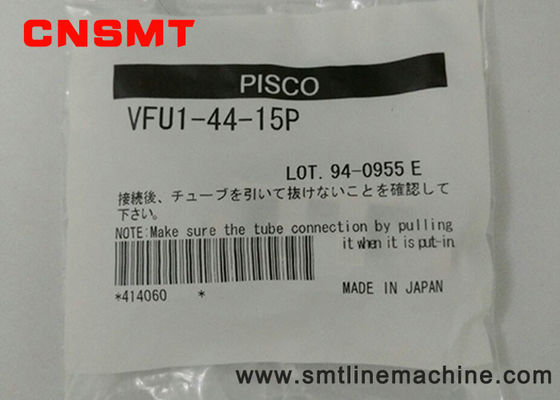 CNSMT
PISCO
VFU1-44-15P
LOT. 94-0955 E
接続後、チューブを引いて抜けないことを確認して
下さい。
NOTE:Make sure the tube connection by pulling
it when it is put-in.
*414060 *
MADE IN JAPAN
www.smtlinemachine.com